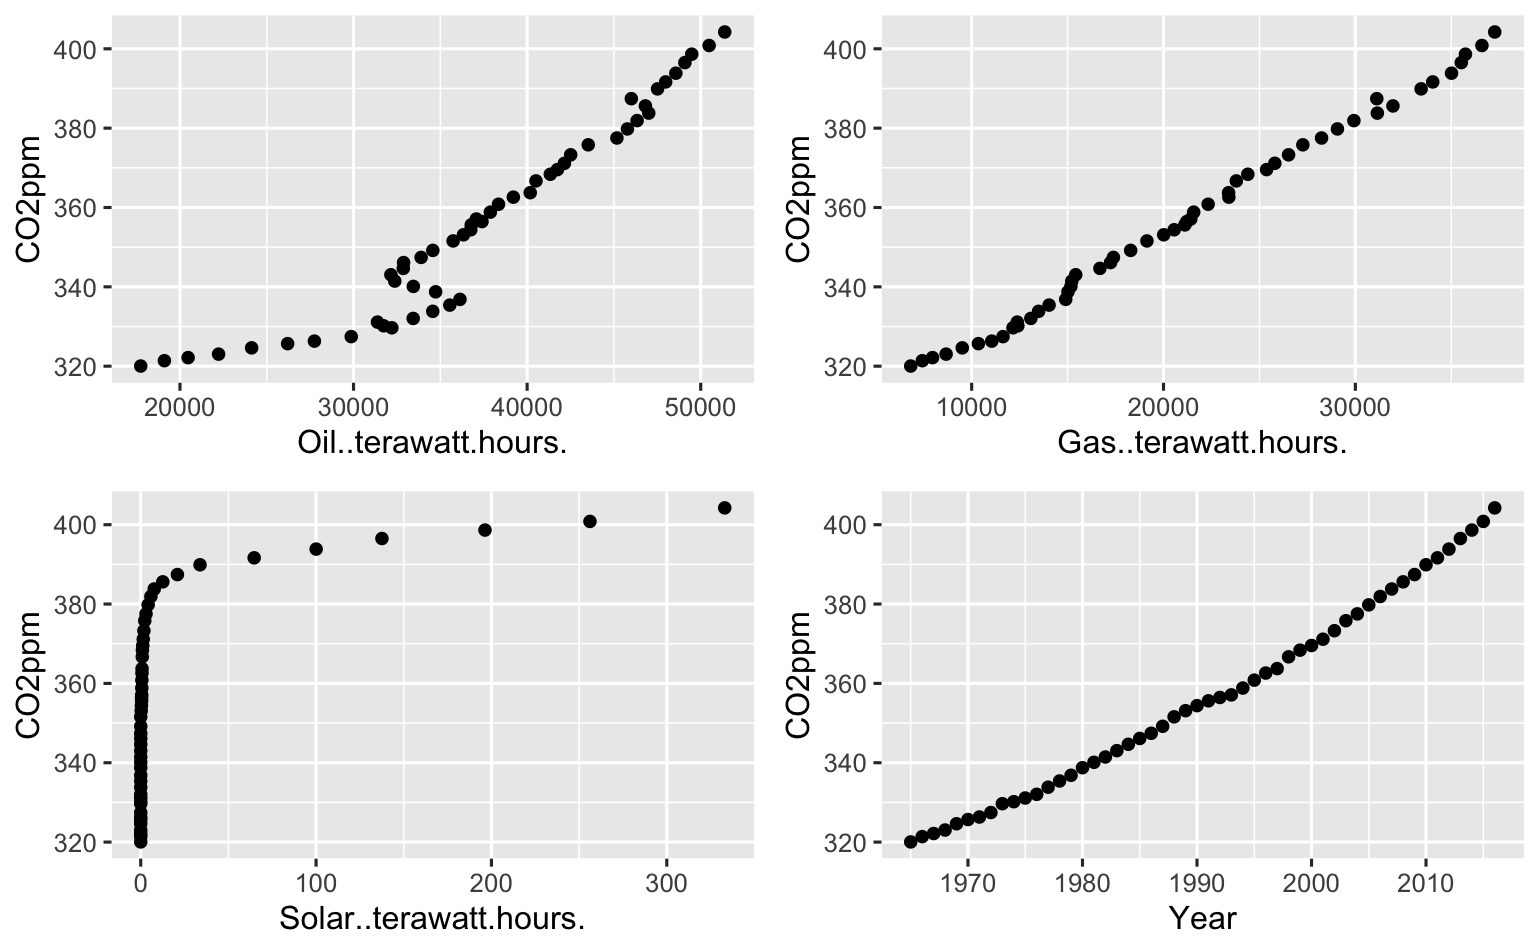 CO2ppm
400
380
360
340
320
20000 30000 40000 50000
Oil..terawatt.hours.
CO2ppm
400
380
360
340
320
10000 20000 30000
Gas..terawatt.hours.
CO2ppm
400
380
360
340
320
0 100 200 300
Solar..terawatt.hours.
CO2ppm
400
380
360
340
320
1970 1980 1990 2000 2010
Year